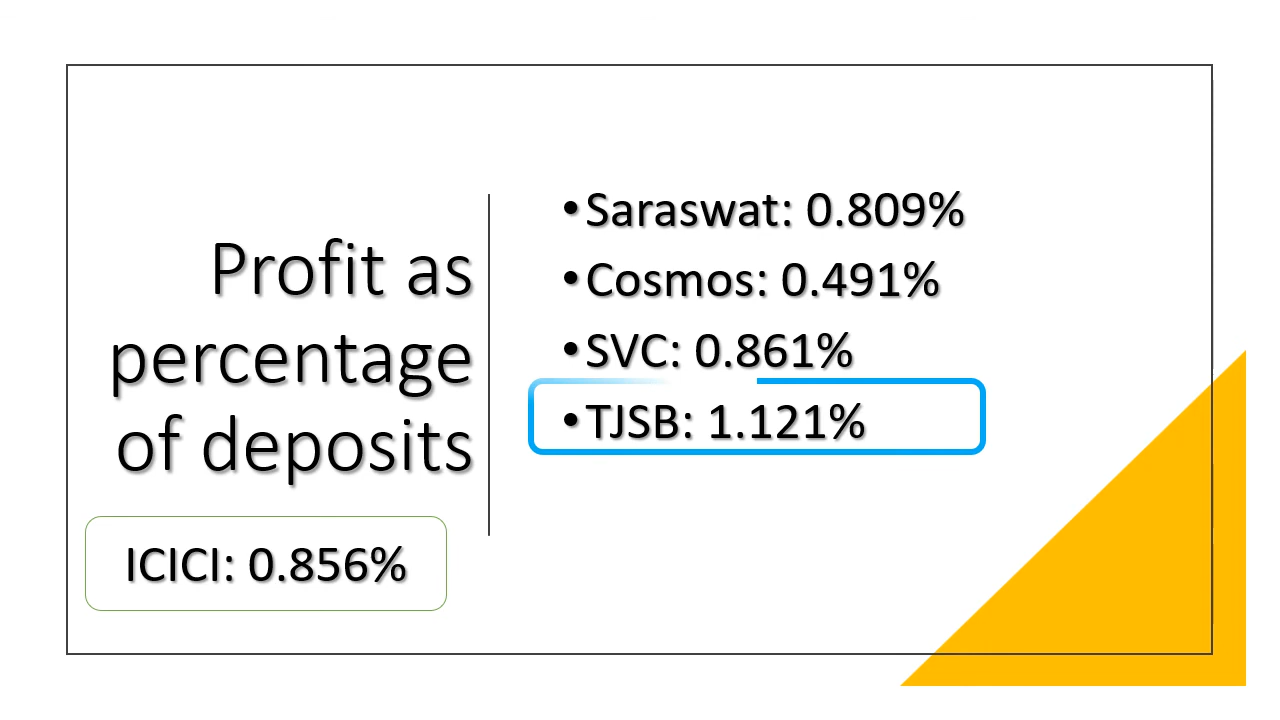 Profit as
percentage
of deposits
ICICI: 0.856%
•Saraswat: 0.809%
•Cosmos: 0.491%
•SVC: 0.861%
•TJSB: 1.121%